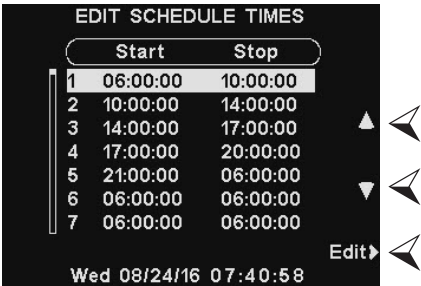 EDIT SCHEDULE TIMES
Start Stop
1 06:00:00 10:00:00
2 10:00:00 14:00:00
3 14:00:00 17:00:00
4 17:00:00 20:00:00
5 21:00:00 06:00:00
6 06:00:00 06:00:00
7 06:00:00 06:00:00
Edit
Wed 08/24/16 07:40:58